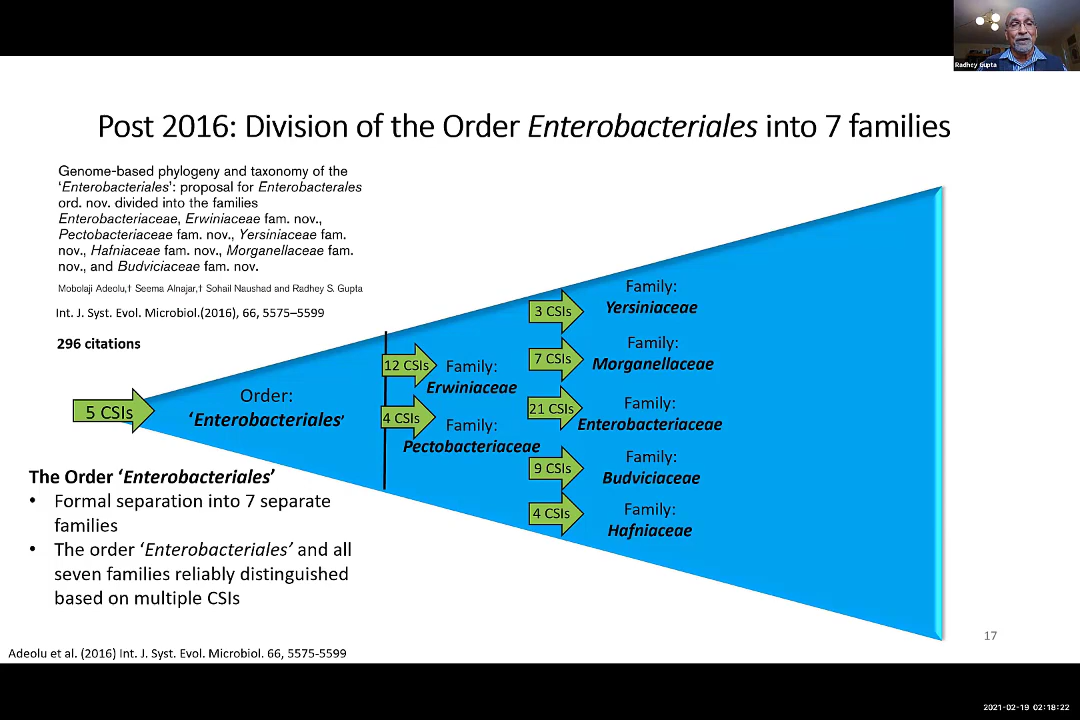 Radhey Gupta
Post 2016: Division of the Order Enterobacteriales into 7 families
Genome-based phylogeny and taxonomy of the
‘Enterobacteriales’: proposal for Enterobacterales
ord. nov. divided into the families
Enterobacteriaceae, Erwiniaceae fam. nov.,
Pectobacteriaceae fam. nov., Yersiniaceae fam.
nov., Hafniaceae fam. nov., Morganellaceae fam.
nov., and Budviciaceae fam. nov.
Mobolaji Adeolu,† Seema Alnajar,† Sohail Naushad and Radhey S. Gupta
Int. J. Syst. Evol. Microbiol.(2016), 66, 5575–5599
296 citations
5 CSIs
Order:
‘Enterobacteriales’
12 CSIs
Family:
Erwiniaceae
4 CSIs
Family:
Pectobacteriaceae
3 CSIs
Family:
Yersiniaceae
7 CSIs
Family:
Morganellaceae
21 CSIs
Family:
Enterobacteriaceae
9 CSIs
Family:
Budviciaceae
4 CSIs
Family:
Hafniaceae
The Order ‘Enterobacteriales’
• Formal separation into 7 separate
families
• The order ‘Enterobacteriales’ and all
seven families reliably distinguished
based on multiple CSIs
17
Adeolu et al. (2016) Int. J. Syst. Evol. Microbiol. 66, 5575-5599
2021-02-19 02:18:22